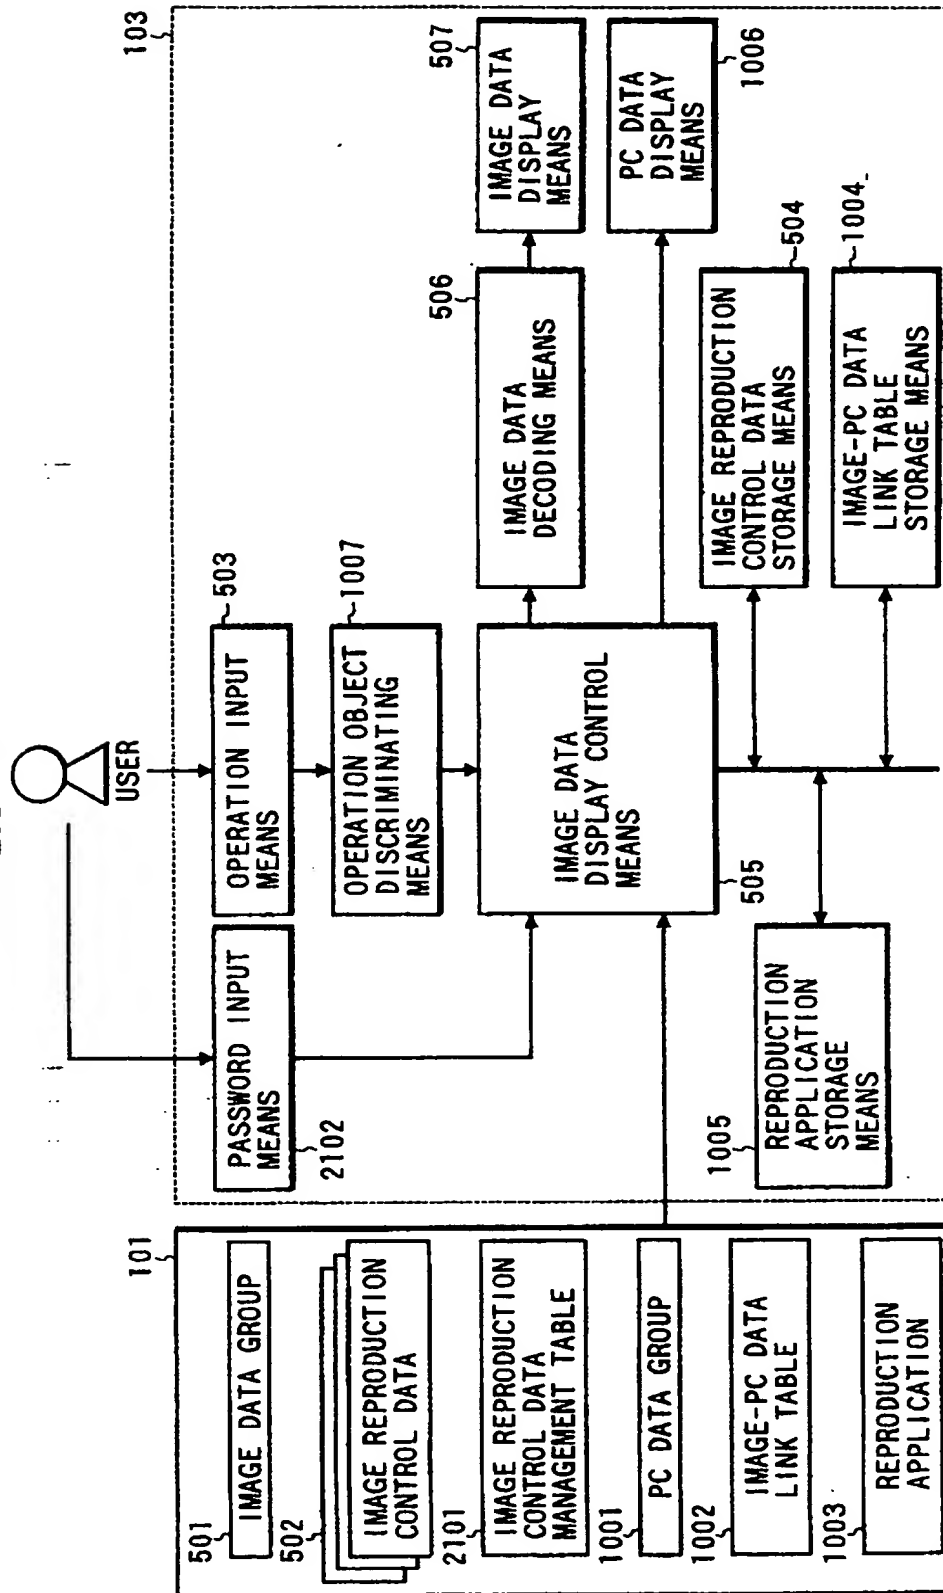 USER
101
501
IMAGE DATA GROUP
502
IMAGE REPRODUCTION
CONTROL DATA
2101
IMAGE REPRODUCTION
CONTROL DATA
MANAGEMENT TABLE
1001
PC DATA GROUP
1002
IMAGE-PC DATA
LINK TABLE
1003
REPRODUCTION
APPLICATION
103
PASSWORD INPUT
MEANS
2102
OPERATION INPUT
MEANS
503
OPERATION OBJECT
DISCRIMINATING
MEANS
1007
IMAGE DATA
DISPLAY CONTROL
MEANS
505
IMAGE DATA
DECODING MEANS
506
IMAGE DATA
DISPLAY
MEANS
507
PC DATA
DISPLAY
MEANS
1006
IMAGE REPRODUCTION
CONTROL DATA
STORAGE MEANS
504
IMAGE-PC DATA
LINK TABLE
STORAGE MEANS
1004
REPRODUCTION
APPLICATION
STORAGE
MEANS
1005